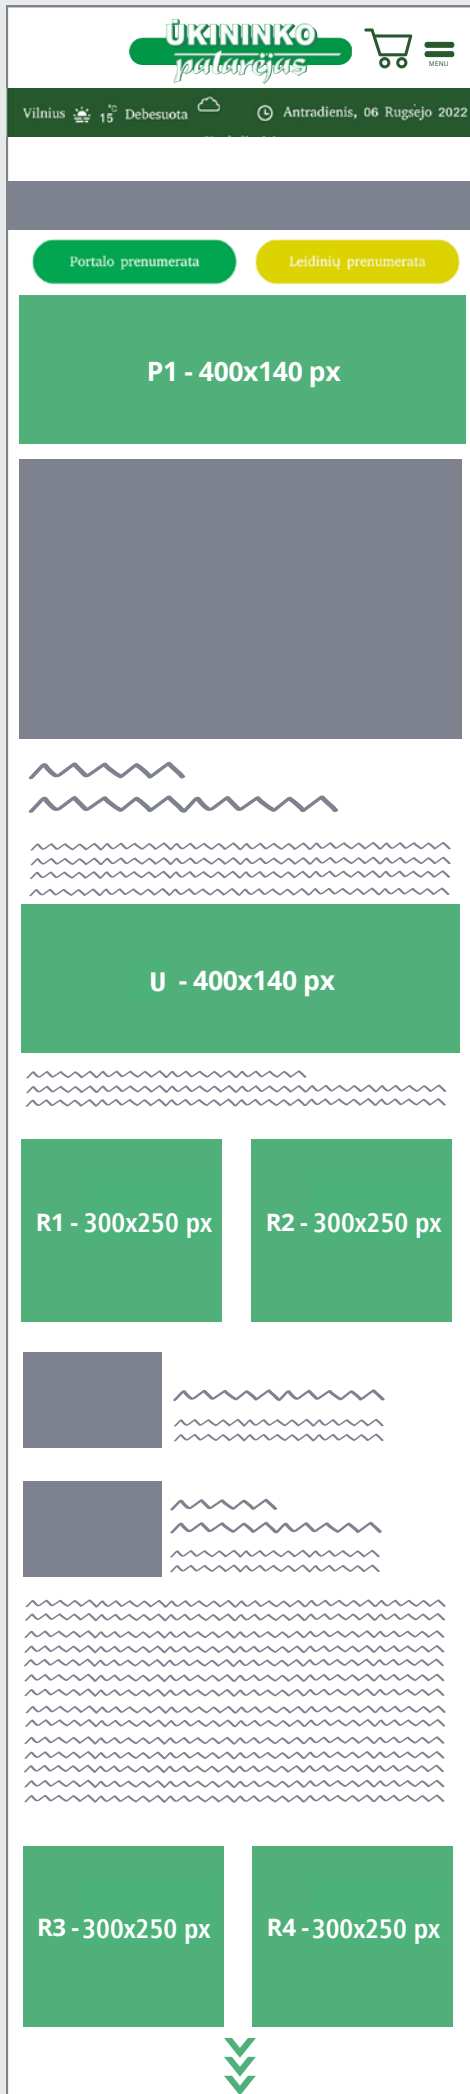 ŪKININKO
patarėjas
MENU
Vilnius 15 °C Debesuota Antradienis, 06 Rugsėjo 2022
Portalo prenumerata Leidinių prenumerata
P1 - 400x140 px
U - 400x140 px
R1 - 300x250 px R2 - 300x250 px
R3 - 300x250 px R4 - 300x250 px